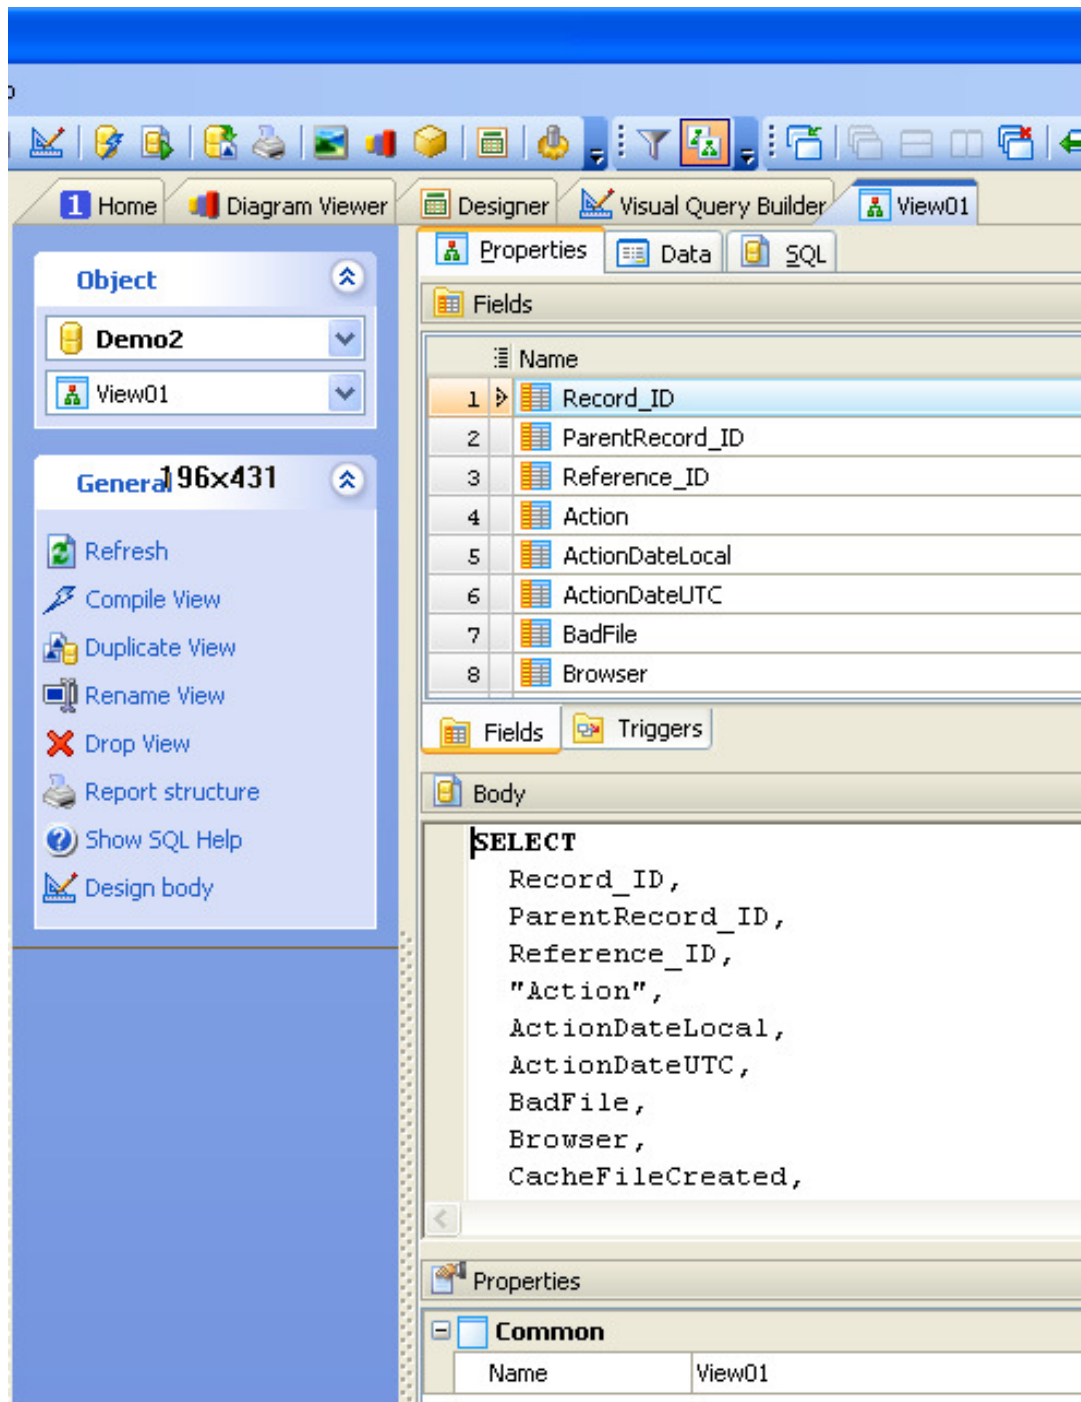 1 Home Diagram Viewer Designer Visual Query Builder View01
Object
Demo2
View01
General 196×431
Refresh
Compile View
Duplicate View
Rename View
Drop View
Report structure
Show SQL Help
Design body
Properties Data SQL
Fields
Name
1 Record_ID
2 ParentRecord_ID
3 Reference_ID
4 Action
5 ActionDateLocal
6 ActionDateUTC
7 BadFile
8 Browser
Fields Triggers
Body
SELECT
Record_ID,
ParentRecord_ID,
Reference_ID,
"Action",
ActionDateLocal,
ActionDateUTC,
BadFile,
Browser,
CacheFileCreated,
Properties
Common
Name View01